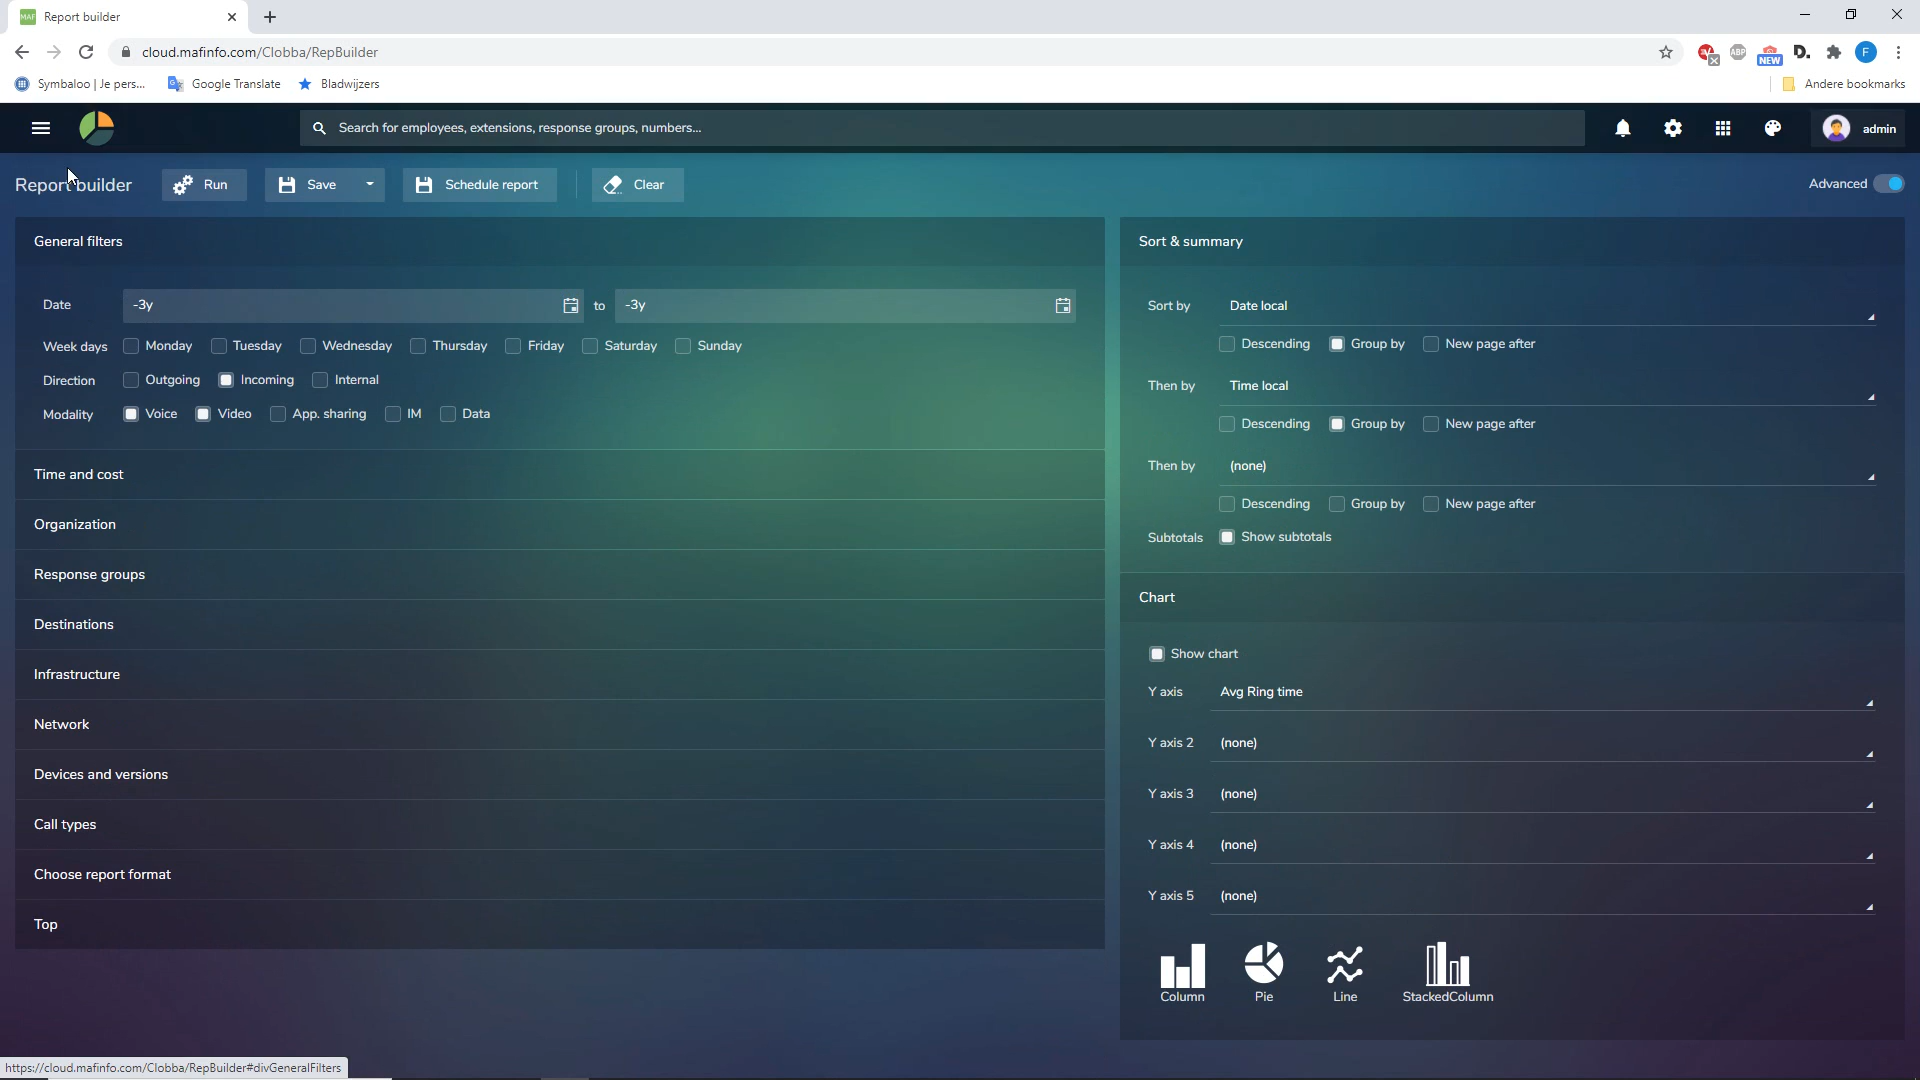 Report builder
cloud.mafinfo.com/Clobba/RepBuilder
NEW
ABP
D.
F
Symbaloo | Je pers...
Google Translate
Bladwijzers
Andere bookmarks
Search for employees, extensions, response groups, numbers...
admin
Report builder
Run
Save
Schedule report
Clear
Advanced
General filters
Date
-3y
to
-3y
Week days
Monday
Tuesday
Wednesday
Thursday
Friday
Saturday
Sunday
Direction
Outgoing
Incoming
Internal
Modality
Voice
Video
App. sharing
IM
Data
Time and cost
Organization
Response groups
Destinations
Infrastructure
Network
Devices and versions
Call types
Choose report format
Top
Sort & summary
Sort by
Date local
Descending
Group by
New page after
Then by
Time local
Descending
Group by
New page after
Then by
(none)
Descending
Group by
New page after
Subtotals
Show subtotals
Chart
Show chart
Y axis
Avg Ring time
Y axis 2
(none)
Y axis 3
(none)
Y axis 4
(none)
Y axis 5
(none)
Column
Pie
Line
StackedColumn
https://cloud.mafinfo.com/Clobba/RepBuilder#divGeneralFilters